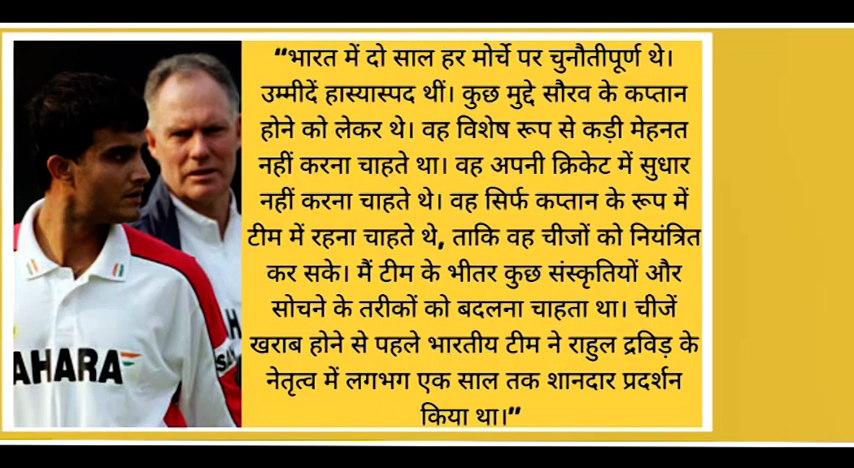 “भारत में दो साल हर मोर्चे पर चुनौतीपूर्ण थे।
उम्मीदें हास्यास्पद थीं। कुछ मुद्दे सौरव के कप्तान
होने को लेकर थे। वह विशेष रूप से कड़ी मेहनत
नहीं करना चाहते था। वह अपनी क्रिकेट में सुधार
नहीं करना चाहते थे। वह सिर्फ कप्तान के रूप में
टीम में रहना चाहते थे, ताकि वह चीजों को नियंत्रित
कर सके। मैं टीम के भीतर कुछ संस्कृतियों और
सोचने के तरीकों को बदलना चाहता था। चीजें
खराब होने से पहले भारतीय टीम ने राहुल द्रविड़ के
नेतृत्व में लगभग एक साल तक शानदार प्रदर्शन
किया था।”
AHARA